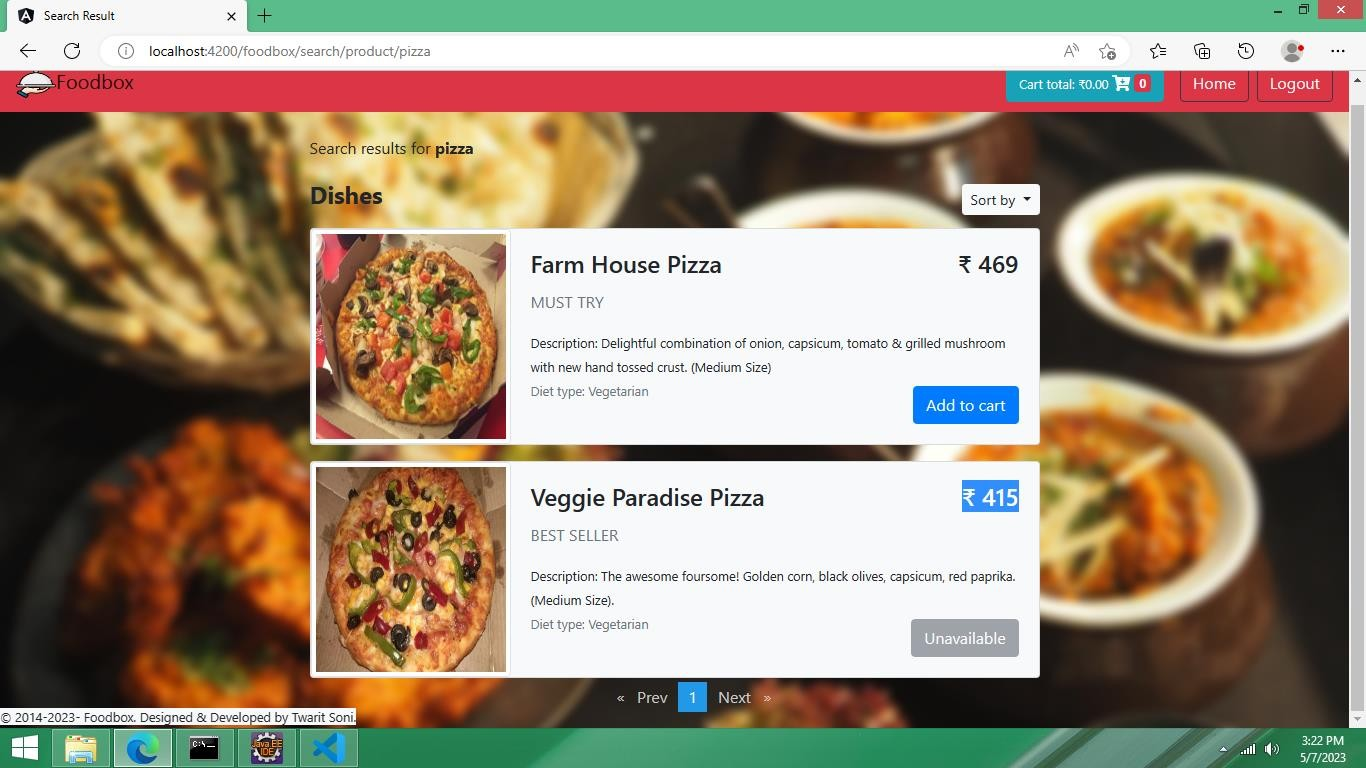 Search Result
localhost:4200/foodbox/search/product/pizza
Foodbox
Cart total: ₹0.00 0
Home
Logout
Search results for pizza
Dishes
Sort by
Farm House Pizza
₹ 469
MUST TRY
Description: Delightful combination of onion, capsicum, tomato & grilled mushroom
with new hand tossed crust. (Medium Size)
Diet type: Vegetarian
Add to cart
Veggie Paradise Pizza
₹ 415
BEST SELLER
Description: The awesome foursome! Golden corn, black olives, capsicum, red paprika.
(Medium Size).
Diet type: Vegetarian
Unavailable
« Prev 1 Next »
© 2014-2023- Foodbox. Designed & Developed by Twarit Soni.
C:\.
Java EE
IDE
3:22 PM
5/7/2023